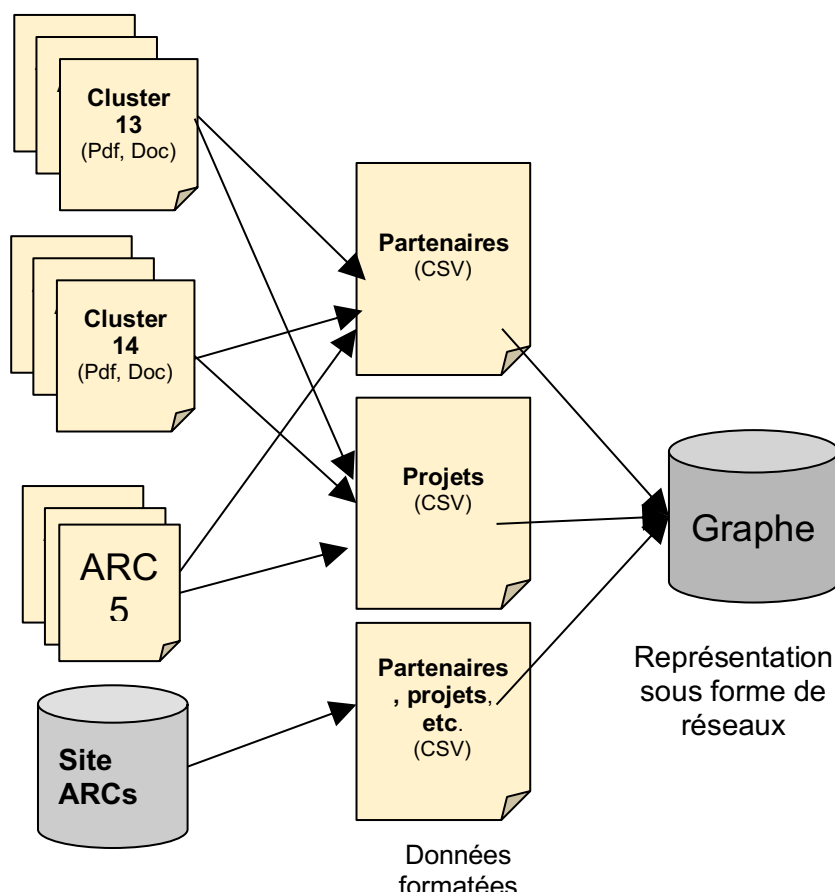 Cluster
13
(Pdf, Doc)
Partenaires
(CSV)
Cluster
14
(Pdf, Doc)
Projets
(CSV)
ARC
5
Graphe
Partenaires
, projets,
etc.
(CSV)
Représentation
sous forme de
réseaux
Site
ARCs
Données
formatées